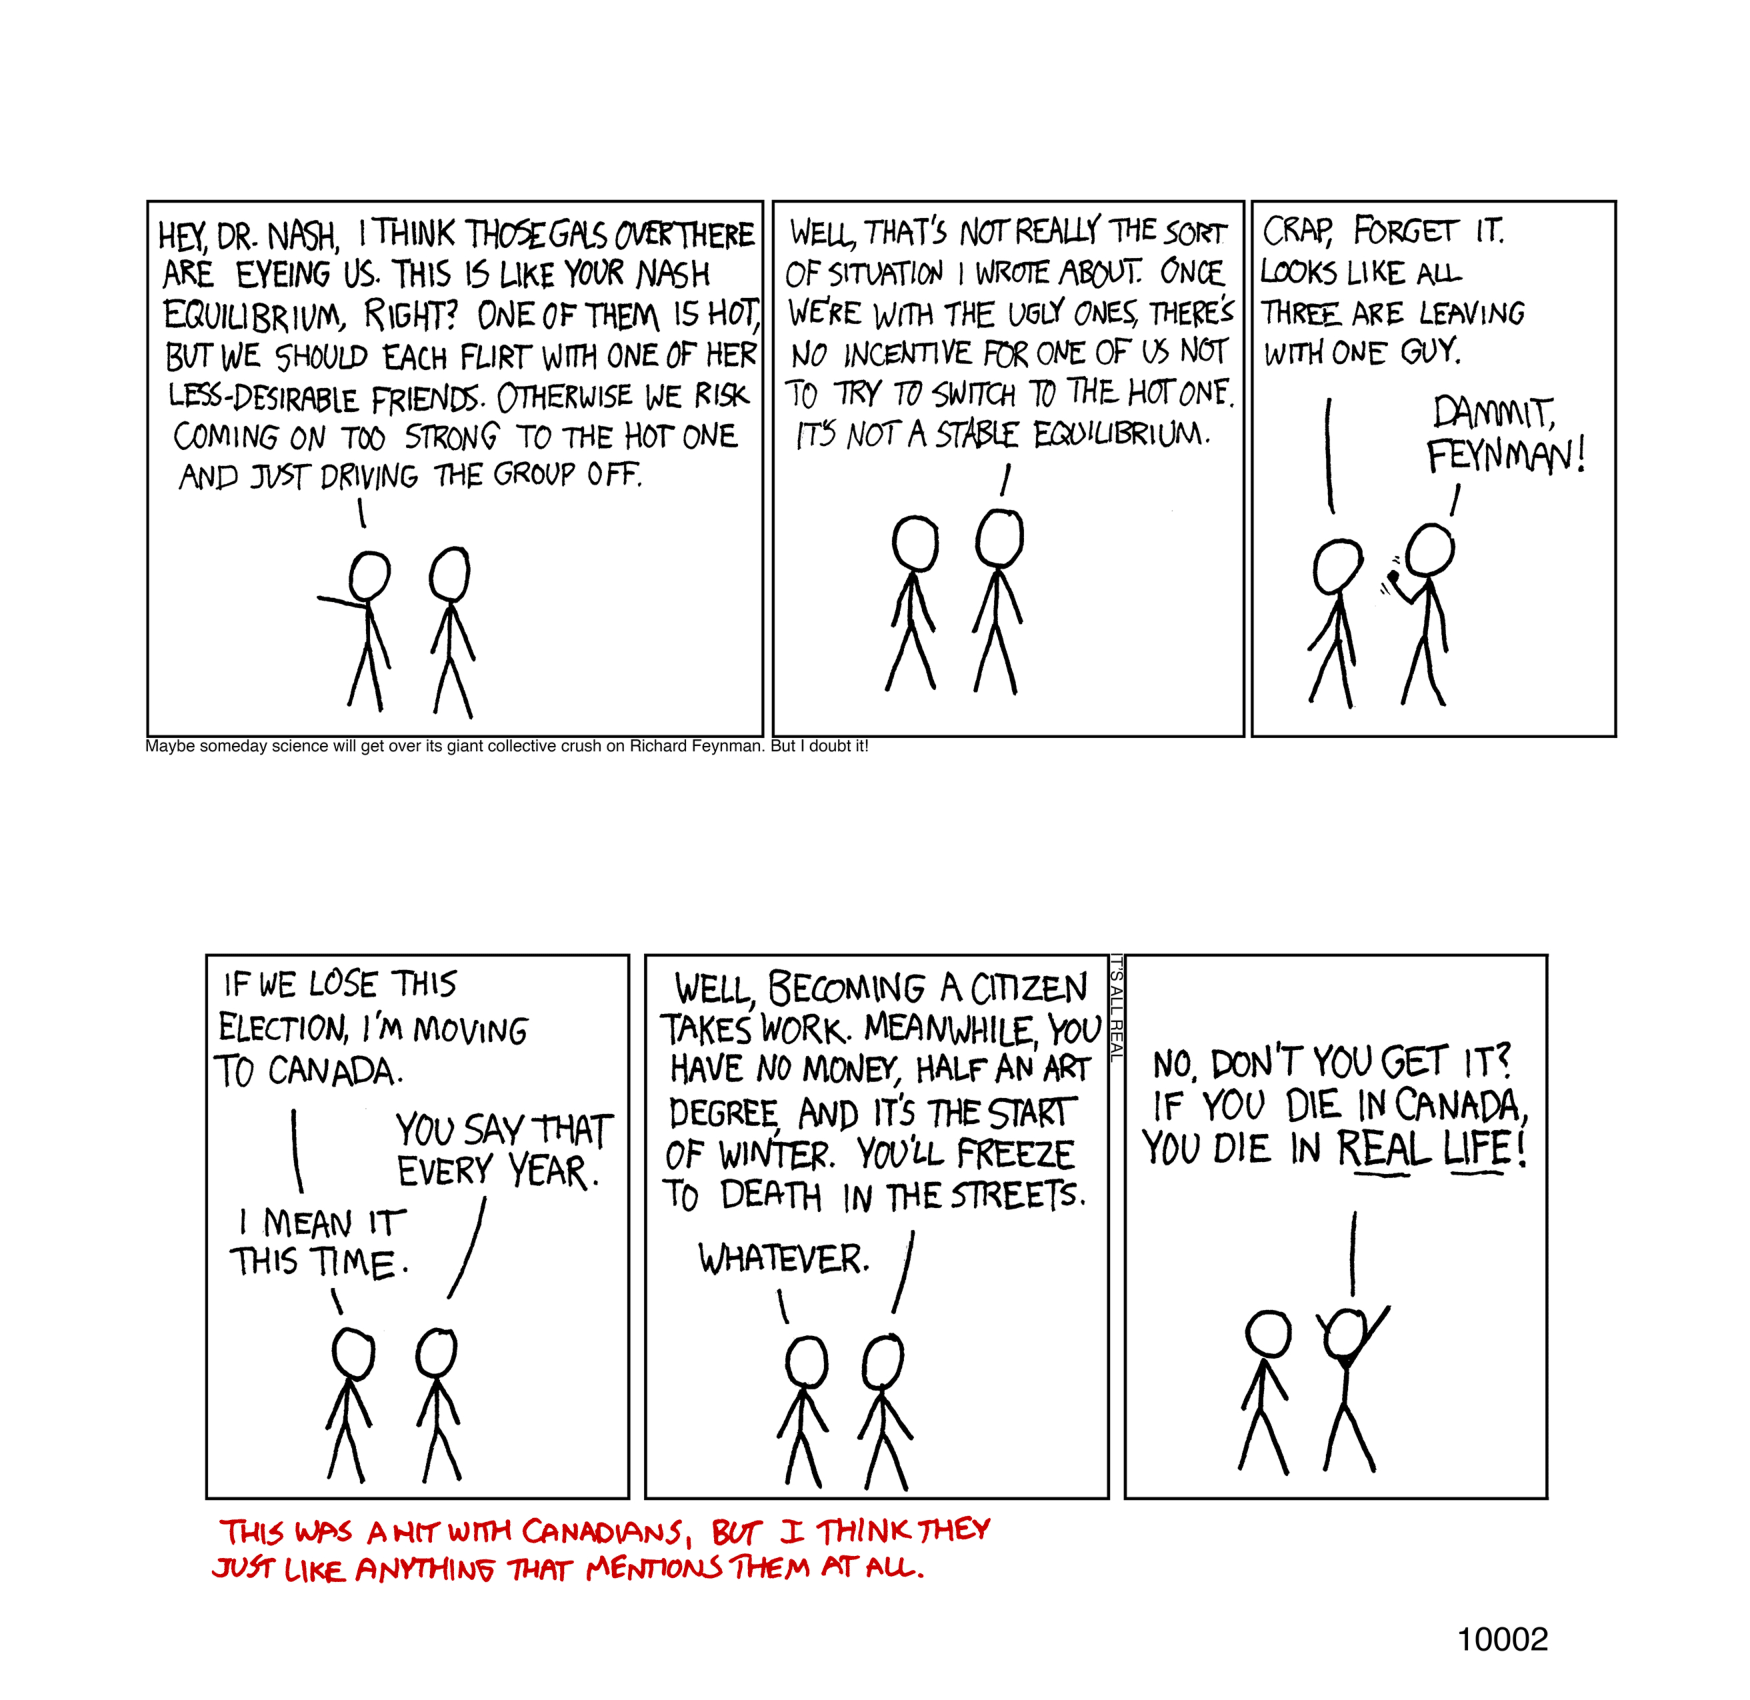 HEY, DR. NASH, I THINK THOSE GALS OVER THERE
ARE EYEING US. THIS IS LIKE YOUR NASH
EQUILIBRIUM, RIGHT? ONE OF THEM IS HOT,
BUT WE SHOULD EACH FLIRT WITH ONE OF HER
LESS-DESIRABLE FRIENDS. OTHERWISE WE RISK
COMING ON TOO STRONG TO THE HOT ONE
AND JUST DRIVING THE GROUP OFF.
WELL, THAT'S NOT REALLY THE SORT
OF SITUATION I WROTE ABOUT. ONCE
WE'RE WITH THE UGLY ONES, THERE'S
NO INCENTIVE FOR ONE OF US NOT
TO TRY TO SWITCH TO THE HOT ONE.
IT'S NOT A STABLE EQUILIBRIUM.
CRAP, FORGET IT.
LOOKS LIKE ALL
THREE ARE LEAVING
WITH ONE GUY.
DAMMIT,
FEYNMAN!
Maybe someday science will get over its giant collective crush on Richard Feynman. But I doubt it!
IF WE LOSE THIS
ELECTION, I'M MOVING
TO CANADA.
YOU SAY THAT
EVERY YEAR.
I MEAN IT
THIS TIME.
WELL, BECOMING A CITIZEN
TAKES WORK. MEANWHILE, YOU
HAVE NO MONEY, HALF AN ART
DEGREE, AND IT'S THE START
OF WINTER. YOU'LL FREEZE
TO DEATH IN THE STREETS.
WHATEVER.
IT'S ALL REAL
NO, DON'T YOU GET IT?
IF YOU DIE IN CANADA,
YOU DIE IN REAL LIFE!
THIS WAS A HIT WITH CANADIANS, BUT I THINK THEY
JUST LIKE ANYTHING THAT MENTIONS THEM AT ALL.
10002